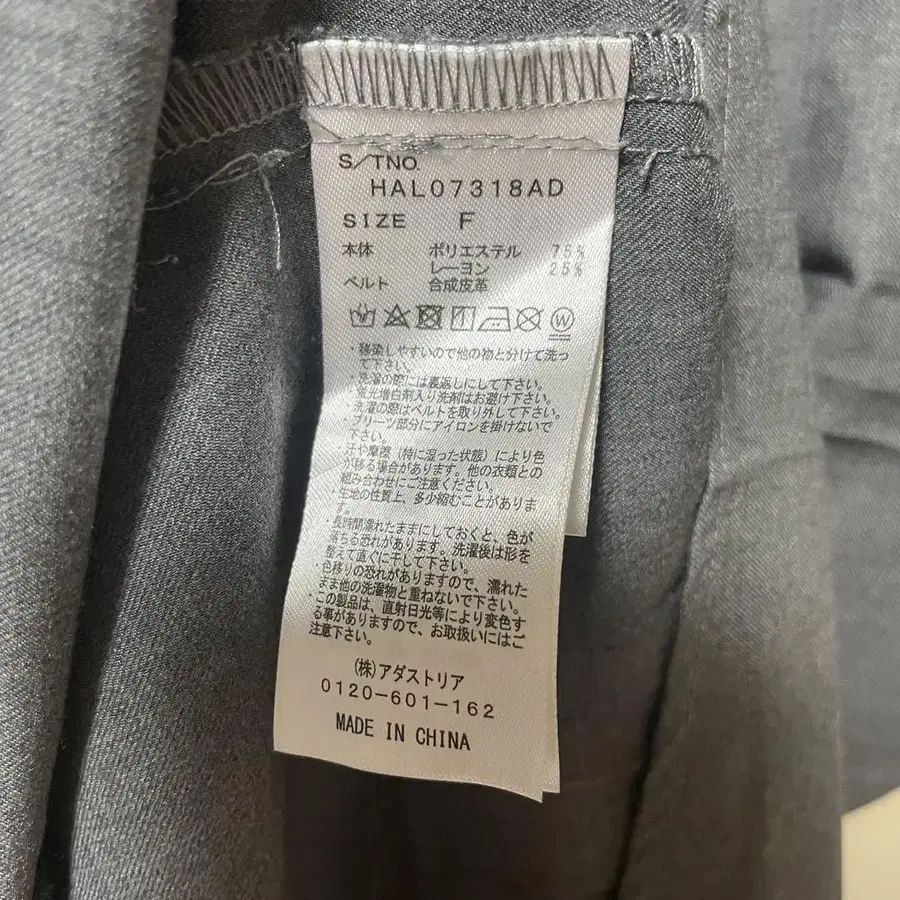 S/TNO.
HAL07318AD
SIZE F
本体 ポリエステル 75%
レーヨン 25%
ベルト 合成皮革
W
・移染しやすいので他の物と分けて洗っ
て下さい。
・洗濯の際には裏返しにして下さい。
・蛍光増白剤入り洗剤はお避け下さい。
・洗濯の際はベルトを取り外して下さい。
・プリーツ部分にアイロンを掛けないで
下さい。
・汗や摩擦(特に湿った状態)により色
が移る場合があります。他の衣類との
組み合わせにご注意ください。
・生地の性質上、多少縮むことがありま
す。
・長時間濡れたままにしておくと、色が
落ちる恐れがあります。洗濯後は形を
整えて直ぐに干して下さい。
・色移りの恐れがありますので、濡れた
まま他の洗濯物と重ねないで下さい。
・この製品は、直射日光等により変色す
る事がありますので、お取扱いにはご
注意下さい。
(株)アダストリア
0120-601-162
MADE IN CHINA